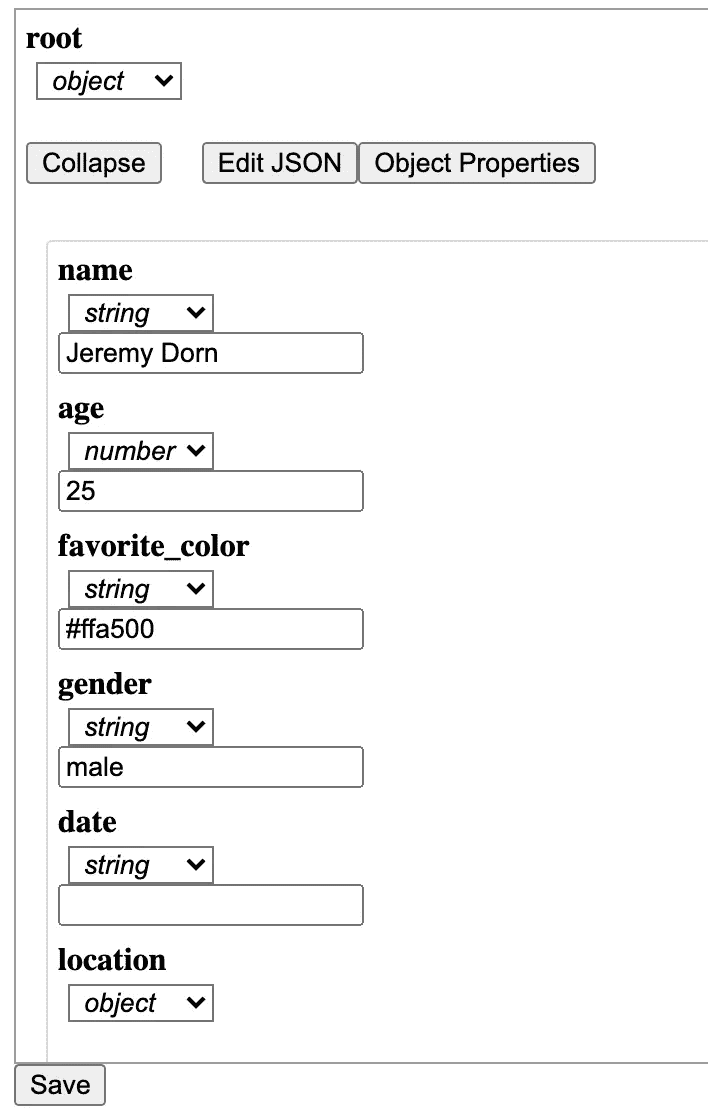 root
object
Collapse Edit JSON Object Properties
name
string
Jeremy Dorn
age
number
25
favorite_color
string
#ffa500
gender
string
male
date
string
location
object
Save